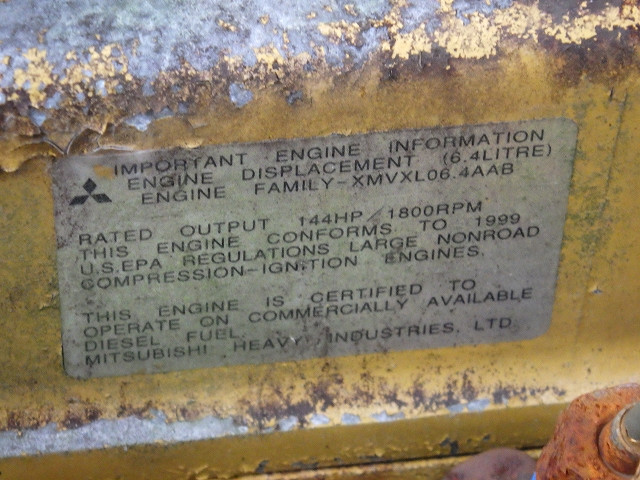 IMPORTANT ENGINE INFORMATION
ENGINE DISPLACEMENT (6.4LITRE)
ENGINE FAMILY-XMVXL06.4AAB
RATED OUTPUT 144HP/1800RPM
THIS ENGINE CONFORMS TO 1999
U.S.EPA REGULATIONS LARGE NONROAD
COMPRESSION-IGNITION ENGINES.
THIS ENGINE IS CERTIFIED TO
OPERATE ON COMMERCIALLY AVAILABLE
DIESEL FUEL.
MITSUBISHI HEAVY INDUSTRIES, LTD.